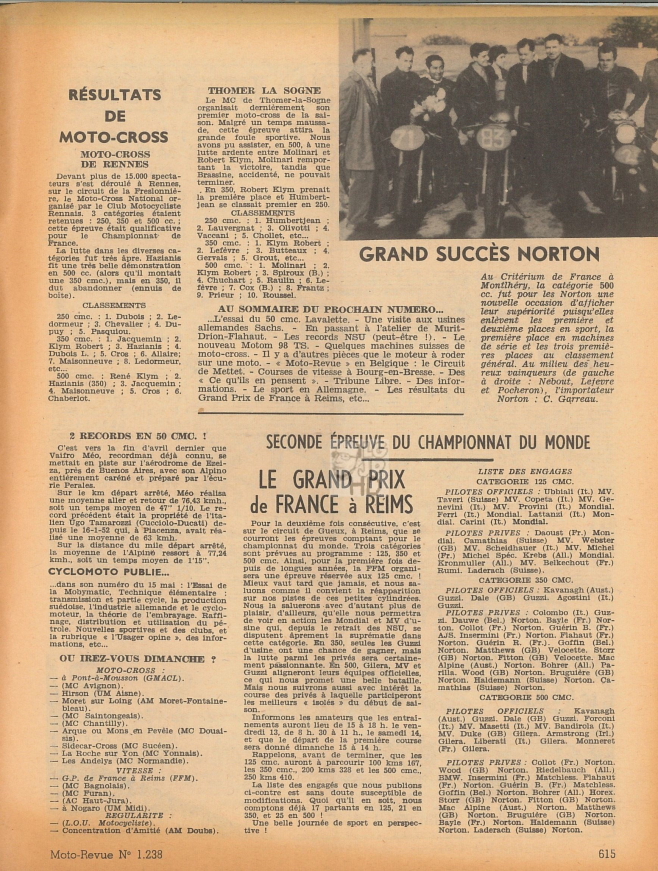 RÉSULTATS
DE
MOTO-CROSS
MOTO-CROSS
DE RENNES
Devant plus de 15.000 specta-
teurs s'est déroulé à Rennes,
sur le circuit de la Freslonniè-
re, le Moto-Cross National or-
ganisé par le Club Motocycliste
Rennais. 3 catégories étaient
retenues : 250, 350 et 500 cc. ;
cette épreuve était qualificative
pour le Championnat de
France.
La lutte dans les diverses ca-
tégories fut très âpre. Hazianis
fit une très belle démonstration
en 500 cc. (alors qu'il montait
une 350 cmc.), mais en 350, il
dut abandonner (ennuis de
boîte).
CLASSEMENTS
250 cmc. : 1. Dubois ; 2. Le-
dormeur ; 3. Chevalier ; 4. Du-
puy ; 5. Pasquiou.
350 cmc. : 1. Jacquemin ; 2.
Klym Robert ; 3. Hazianis ; 4.
Dubois L. ; 5. Cros ; 6. Allaire ;
7. Maisonneuve ; 8. Ledormeur,
etc...
500 cmc. : René Klym ; 2.
Hazianis (350) ; 3. Jacquemin ;
4. Maisonneuve ; 5. Cros ; 6.
Chaberlot.
THOMER LA SOGNE
Le MC de Thomer-la-Sogne
organisait dernièrement son
premier moto-cross de la sai-
son. Malgré un temps maussa-
de, cette épreuve attira la
grande foule sportive. Nous
avons pu assister, en 500, à une
lutte ardente entre Molinari et
Robert Klym, Molinari rempor-
tant la victoire, tandis que
Brassine, accidenté, ne pouvait
terminer.
En 350, Robert Klym prenait
la première place et Humbert-
jean se classait premier en 250.
CLASSEMENTS
250 cmc. : 1. Humbertjean ;
2. Lauvergnat ; 3. Olivotti ; 4.
Vaccani ; 5. Chollet, etc...
350 cmc. : 1. Klym Robert ;
2. Lefèvre ; 3. Butteaux ; 4.
Gervais ; 5. Grout, etc...
500 cmc. : 1. Molinari ; 2.
Klym Robert ; 3. Spiroux (B.) ;
4. Chuchart ; 5. Raulin ; 6. Le-
fèvre ; 7. Cox (B.) ; 8. Frantz ;
9. Prieur ; 10. Roussel.
AU SOMMAIRE DU PROCHAIN NUMERO...
...L'essai du 50 cmc. Lavalette. - Une visite aux usines
allemandes Sachs. - En passant à l'atelier de Murit-
Drion-Flahaut. - Les records NSU (peut-être !). - Le
nouveau Motom 98 TS. - Quelques machines suisses de
moto-cross. - Il y a d'autres pièces que le moteur à roder
sur une moto. - « Moto-Revue » en Belgique : le Circuit
de Mettet. - Courses de vitesse à Bourg-en-Bresse. - Des
« Ce qu'ils en pensent ». - Tribune Libre. - Des infor-
mations. - Le sport en Allemagne. - Les résultats du
Grand Prix de France à Reims, etc...
83
2
GRAND SUCCÈS NORTON
Au Critérium de France à
Montlhéry, la catégorie 500
cc. fut pour les Norton une
nouvelle occasion d'afficher
leur supériorité puisqu'elles
enlèvent les première et
deuxième places en sport, la
première place en machines
de série et les trois premiè-
res places au classement
général. Au milieu des heu-
reux vainqueurs (de gauche
à droite : Nebout, Lefèvre
et Pocheron), l'importateur
Norton : C. Garreau.
2 RECORDS EN 50 CMC. !
C'est vers la fin d'avril dernier que
Vaifro Méo, recordman déjà connu, se
mettait en piste sur l'aérodrome de Ezei-
za, près de Buenos Aires, avec son Alpino
entièrement caréné et préparé par l'écu-
rie Perales.
Sur le km départ arrêté, Méo réalisa
une moyenne aller et retour de 76,43 km.h.,
soit un temps moyen de 47" 1/10. Le re-
cord précédent était la propriété de l'ita-
lien Ugo Tamarozzi (Cucciolo-Ducati) de-
puis le 16-1-52 qui, à Piacenza, avait réa-
lisé une moyenne de 63 kmh.
Sur la distance du mile départ arrêté,
la moyenne de l'Alpino ressort à 77,24
km.h., soit un temps moyen de 1'15".
CYCLOMOTO PUBLIE...
...dans son numéro du 15 mai : l'Essai de
la Mobymatic, Technique élémentaire :
transmission et partie cycle, la production
suédoise, l'industrie allemande et le cyclo-
moteur, la théorie de l'embrayage. Raffi-
nage, distribution et utilisation du pé-
trole. Nouvelles sportives et des clubs, et
la rubrique « l'Usager opine », des infor-
mations, etc...
OU IREZ-VOUS DIMANCHE ?
MOTO-CROSS :
— à Pont-à-Mousson (GMACL).
— (MC Avignon).
— Hirson (UM Aisne).
— Moret sur Loing (AM Moret-Fontaine-
bleau).
— (MC Saintongeais).
— (MC Chantilly).
— Arque ou Mons en Pevèle (MC Douai-
sis).
— Sidecar-Cross (MC Bucéen).
— La Roche sur Yon (MC Yonnais).
— Les Andelys (MC Normandie).
VITESSE :
— G.P. de France à Reims (FFM).
— (MC Bagnolais).
— (MC Furan).
— (AC Haut-Jura).
— à Nogaro (UM Midi).
REGULARITE :
— (L.O.U. Motocycliste).
— Concentration d'Amitié (AM Doubs).
SECONDE ÉPREUVE DU CHAMPIONNAT DU MONDE
LE GRAND PRIX
de FRANCE à REIMS
Pour la deuxième fois consécutive, c'est
sur le circuit de Gueux, à Reims, que se
courront les épreuves comptant pour le
championnat du monde. Trois catégories
sont prévues au programme : 125, 350 et
500 cmc. Ainsi, pour la première fois de-
puis de longues années, la FFM organi-
sera une épreuve réservée aux 125 cmc. !
Mieux vaut tard que jamais, et nous sa-
luons comme il convient la réapparition
sur nos pistes de ces petites cylindrées.
Nous la saluerons avec d'autant plus de
plaisir, d'ailleurs, qu'elle nous permettra
de voir en action les Mondial et MV d'u-
sine qui, depuis le retrait des NSU, se
disputent âprement la suprématie dans
cette catégorie. En 350, seules les Guzzi
d'usine ont une chance de gagner, mais
la lutte parmi les privés sera certaine-
ment passionnante. En 500, Gilera, MV et
Guzzi aligneront leurs équipes officielles,
ce qui nous promet une belle bataille.
Mais nous suivrons aussi avec intérêt la
course des privés à laquelle participeront
les meilleurs « isolés » du début de sai-
son.
Informons les amateurs que les entraî-
nements auront lieu de 15 à 18 h. le ven-
dredi 13, de 8 h. 30 à 11 h., le samedi 14,
et que le départ de la première course
sera donné dimanche 15 à 14 h.
Rappelons, avant de terminer, que les
125 cmc. auront à parcourir 100 kms 167,
les 350 cmc., 200 kms 328 et les 500 cmc.,
250 kms 410.
La liste des engagés que nous publions
ci-contre est sans doute susceptible de
modifications. Quoi qu'il en soit, nous
comptons déjà 17 partants en 125, 21 en
350, et 25 en 500 !
Une belle journée de sport en perspec-
tive !
LISTE DES ENGAGES
CATEGORIE 125 CMC.
PILOTES OFFICIELS : Ubbiali (It.) MV.
Taveri (Suisse) MV. Copeta (It.) MV. Ge-
nevini (It.) MV. Provini (It.) Mondial.
Ferri (It.) Mondial. Lattanzi (It.) Mon-
dial. Carini (It.) Mondial.
PILOTES PRIVES : Daoust (Fr.) Mon-
dial. Camathias (Suisse) MV. Webster
(GB) MV. Scheidhauer (It.) MV. Michel
(Fr.) Michel Spéc. Krebs (All.) Mondial.
Kronmulier (All.) MV. Belkechout (Fr.)
Rumi. Laderach (Suisse).
CATEGORIE 350 CMC.
PILOTES OFFICIELS : Kavanagh (Aust.)
Guzzi. Dale (GB) Guzzi. Agostini (It.)
Guzzi.
PILOTES PRIVES : Colombo (It.) Guz-
zi. Dauwe (Bel.) Norton. Bayle (Fr.) Nor-
ton. Collot (Fr.) Norton. Guérin B. (Fr.)
AJS. Insermini (Fr.) Norton. Flahaut (Fr.)
Norton. Guérin R. (Fr.). Goffin (Bel.)
Norton. Matthews (GB) Velocette. Storr
(GB) Norton. Fitton (GB) Velocette. Mac
Alpine (Aust.) Norton. Bohrer (All.) Pa-
rilla. Wood (GB) Norton. Bruguière (GB)
Norton. Haldemann (Suisse) Norton. Ca-
mathias (Suisse) Norton.
CATEGORIE 500 CMC.
PILOTES OFFICIELS : Kavanagh
(Aust.) Guzzi. Dale (GB) Guzzi. Forconi
(It.) MV. Masetti (It.) MV. Bandirola (It.)
MV. Duke (GB) Gilera. Armstrong (Irl.)
Gilera. Liberati (It.) Gilera. Monneret
(Fr.) Gilera.
PILOTES PRIVES : Collot (Fr.) Norton.
Wood (GB) Norton. Riedelbauch (All.)
BMW. Insermini (Fr.) Matchless. Flahaut
(Fr.) Norton. Guérin B. (Fr.) Matchless.
Goffin (Bel.) Norton. Bohrer (All.) Horex.
Storr (GB) Norton. Fitton (GB) Norton.
Mac Alpine (Aust.) Norton. Matthews
(GB) Norton. Bruguière (GB) Norton.
Bayle (Fr.) Norton. Haldemann (Suisse)
Norton. Laderach (Suisse) Norton.
Moto-Revue N° 1.238
615